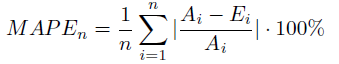 MAPE_n = \frac{1}{n} \sum_{i=1}^{n} |\frac{A_i - E_i}{A_i}| \cdot 100\%